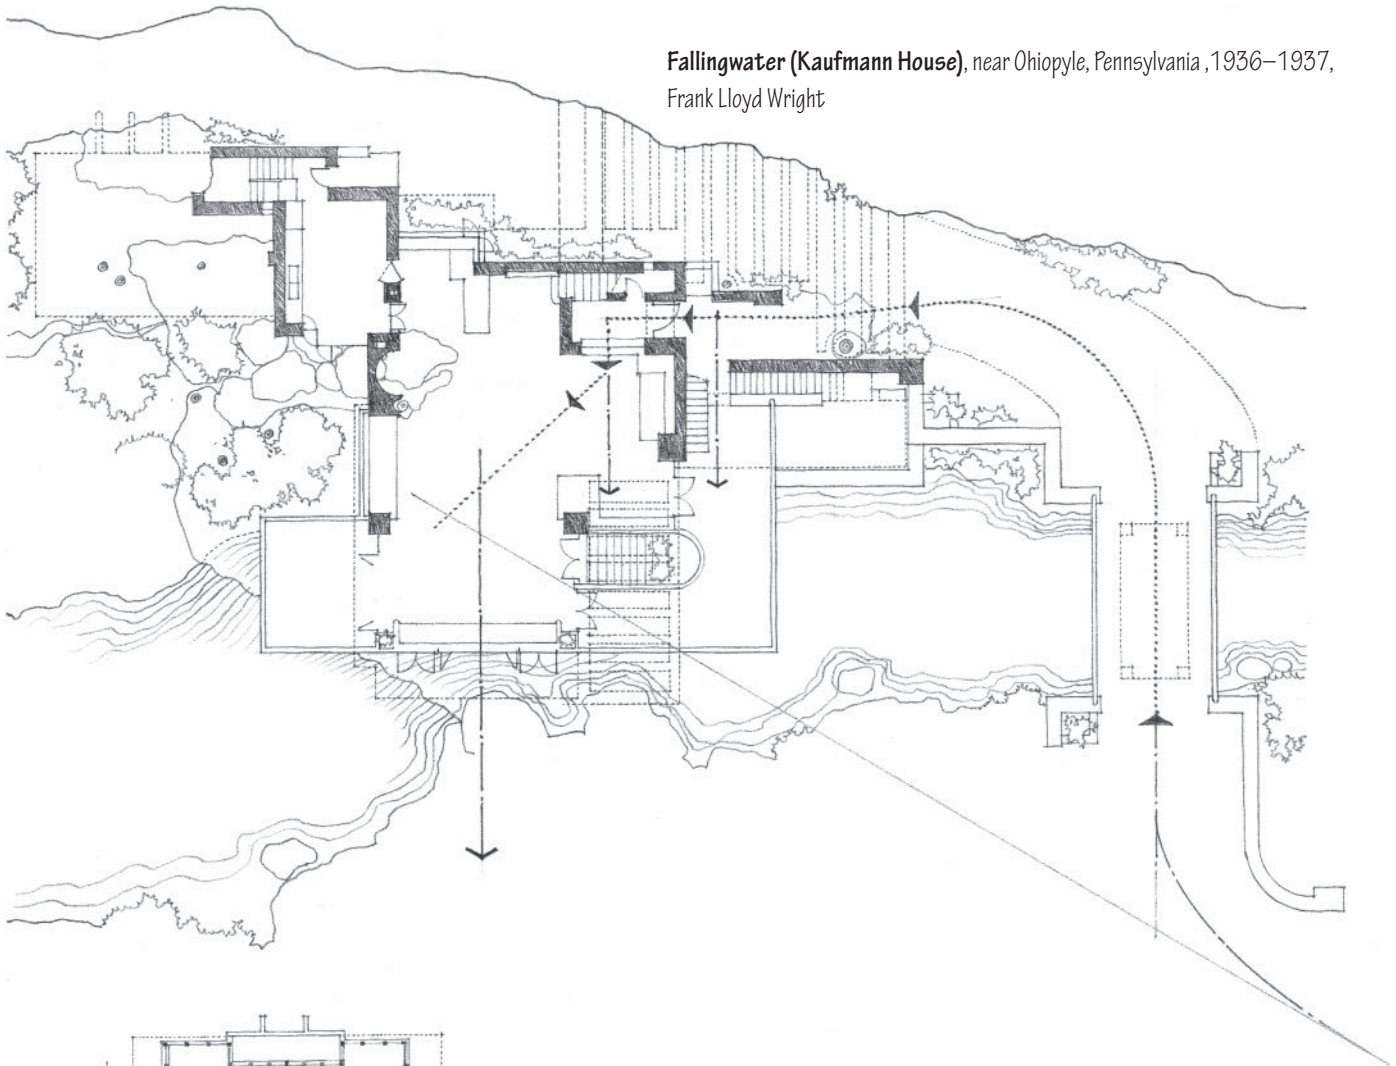 Fallingwater (Kaufmann House), near Ohiopyle, Pennsylvania ,1936–1937,
Frank Lloyd Wright